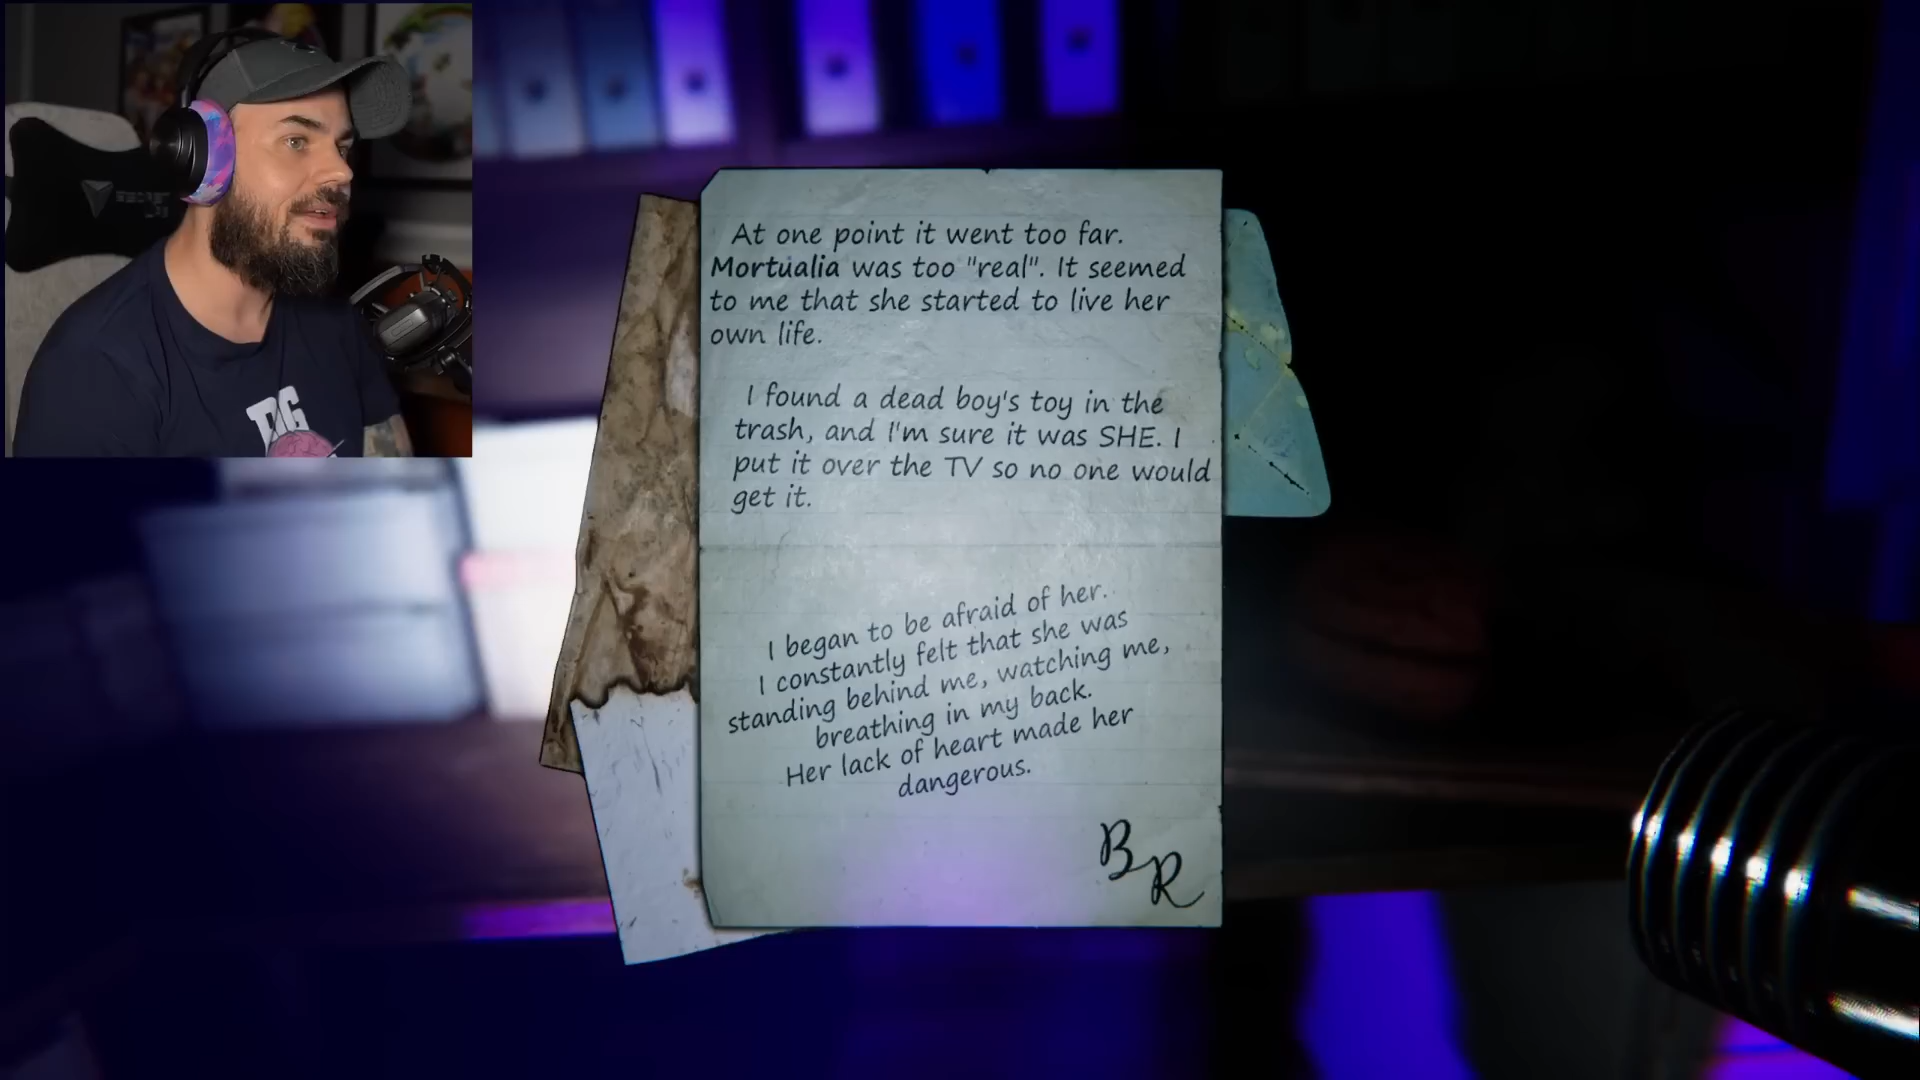 At one point it went too far.
Mortualia was too "real". It seemed
to me that she started to live her
own life.
I found a dead boy's toy in the
trash, and I'm sure it was SHE. I
put it over the TV so no one would
get it.
I began to be afraid of her.
I constantly felt that she was
standing behind me, watching me,
breathing in my back.
Her lack of heart made her
dangerous.
BR